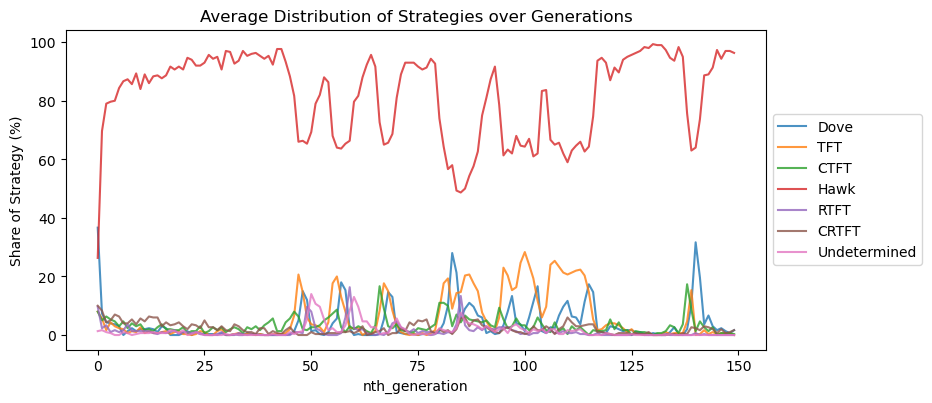 Average Distribution of Strategies over Generations
Share of Strategy (%)
100
80
60
40
20
0
0
25
50
75
100
125
150
nth_generation
Dove
TFT
CTFT
Hawk
RTFT
CRTFT
Undetermined